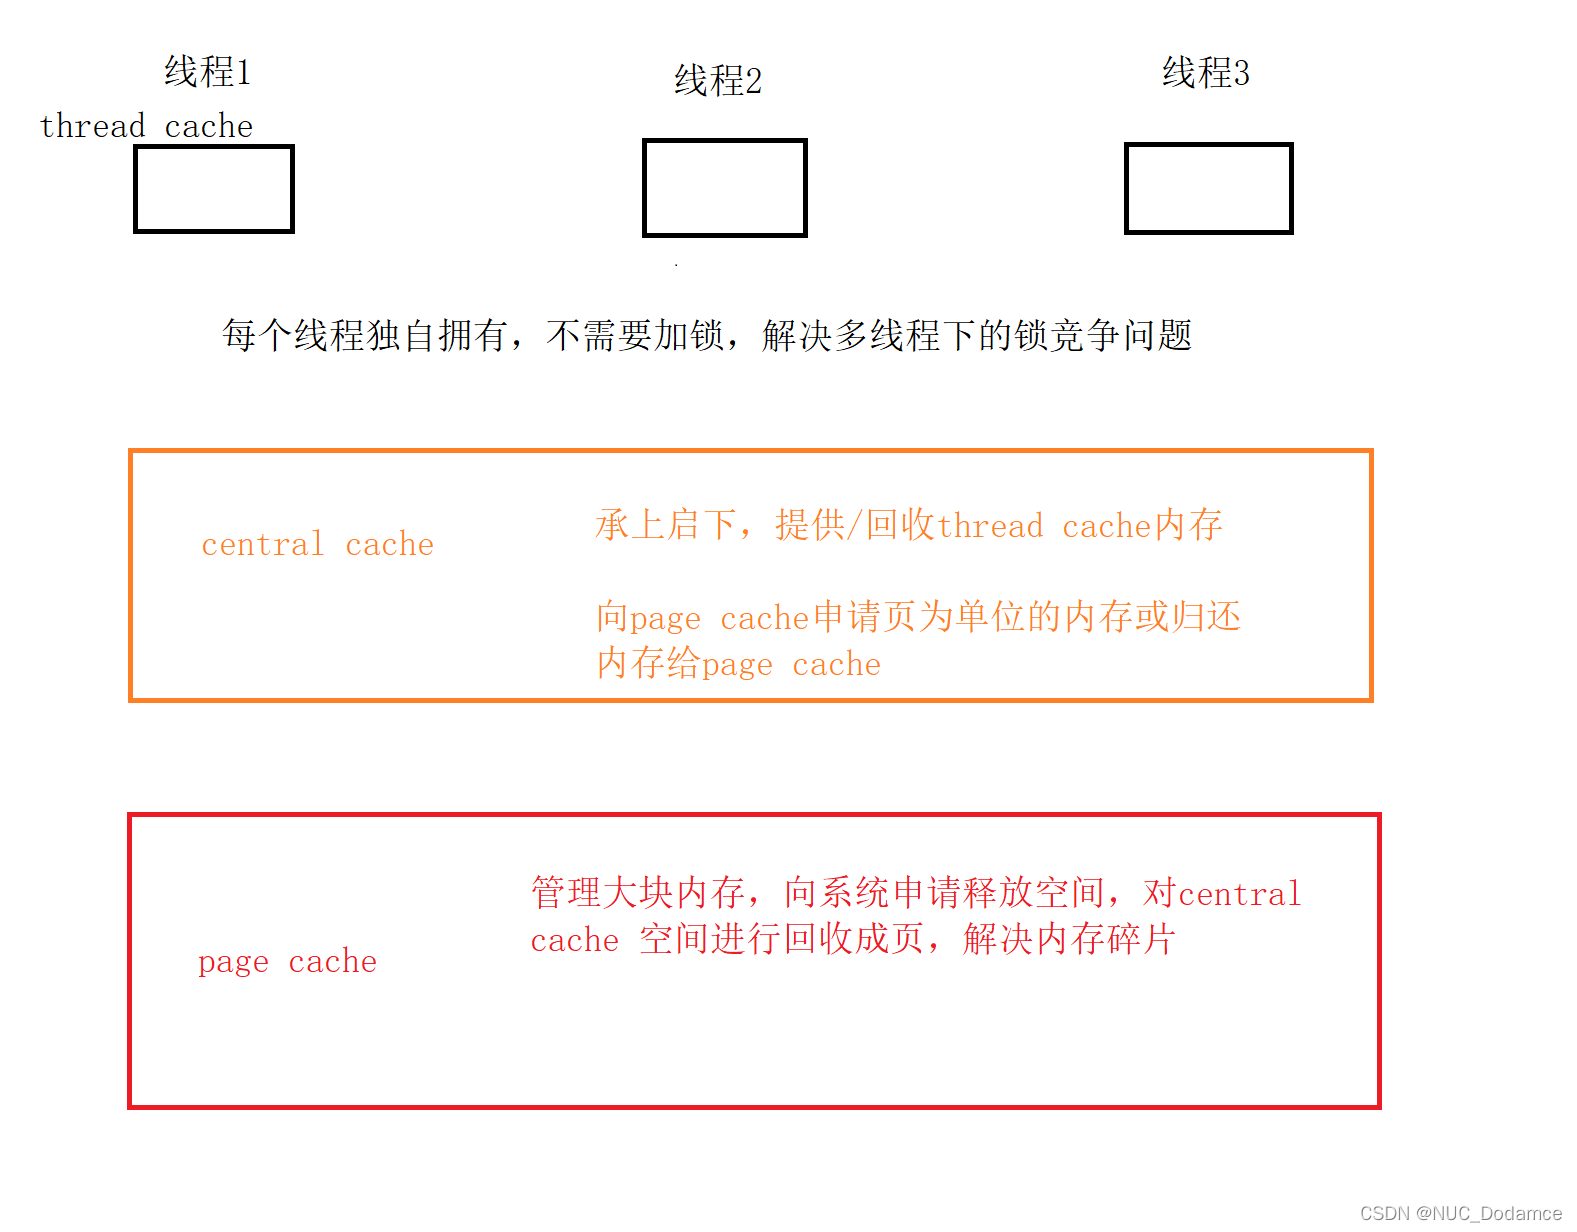 线程1
线程2
线程3
thread cache
每个线程独自拥有，不需要加锁，解决多线程下的锁竞争问题
central cache
承上启下，提供/回收thread cache内存
向page cache申请页为单位的内存或归还
内存给page cache
page cache
管理大块内存，向系统申请释放空间，对central
cache 空间进行回收成页，解决内存碎片
CSDN @NUC_Dodamce